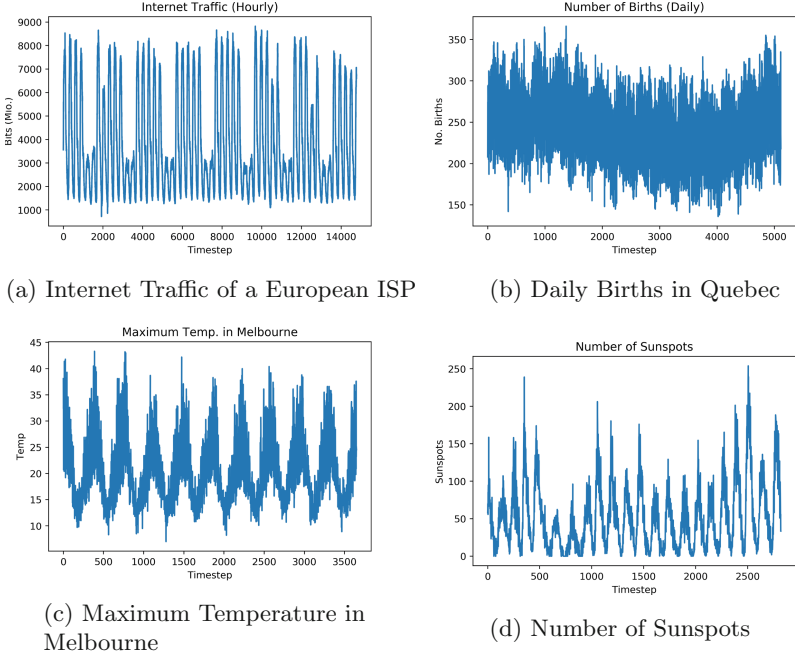 Internet Traffic (Hourly)
9000
8000
7000
6000
5000
4000
3000
2000
1000
Bits (Mio.)
0 2000 4000 6000 8000 10000 12000 14000
Timestep
(a) Internet Traffic of a European ISP
Number of Births (Daily)
350
300
250
200
150
No. Births
0 1000 2000 3000 4000 5000
Timestep
(b) Daily Births in Quebec
Maximum Temp. in Melbourne
45
40
35
30
25
20
15
10
Temp
0 500 1000 1500 2000 2500 3000 3500
Timestep
(c) Maximum Temperature in
Melbourne
Number of Sunspots
250
200
150
100
50
0
Sunspots
0 500 1000 1500 2000 2500
Timestep
(d) Number of Sunspots